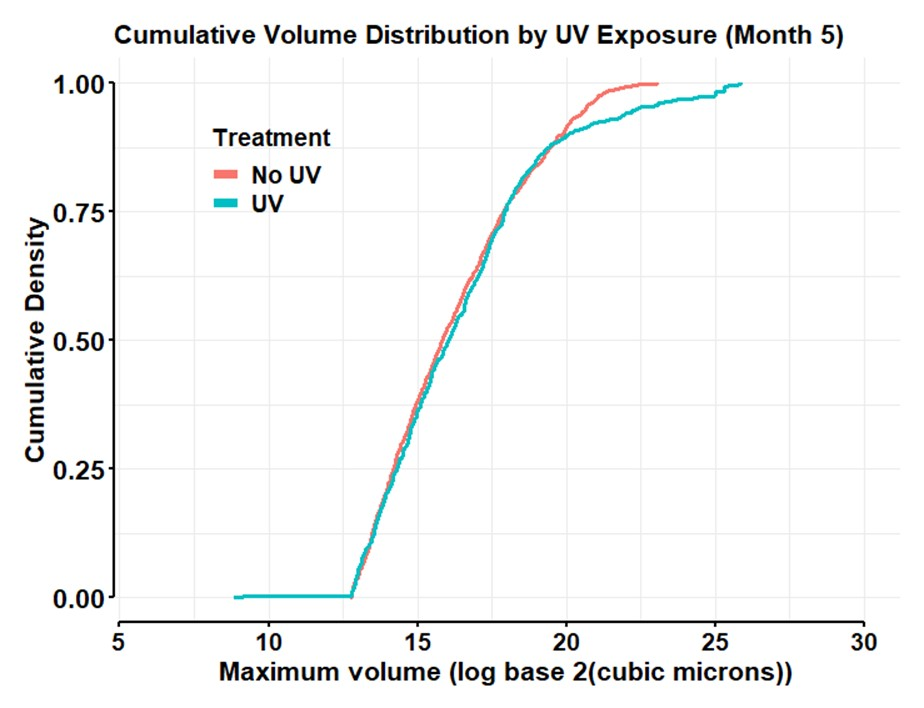 Cumulative Volume Distribution by UV Exposure (Month 5)
1.00
0.75
0.50
0.25
0.00
Cumulative Density
Treatment
No UV
UV
5 10 15 20 25 30
Maximum volume (log base 2(cubic microns))